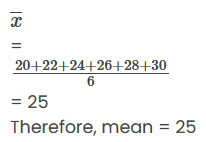 x̄
=
20+22+24+26+28+30
6
= 25
Therefore, mean = 25